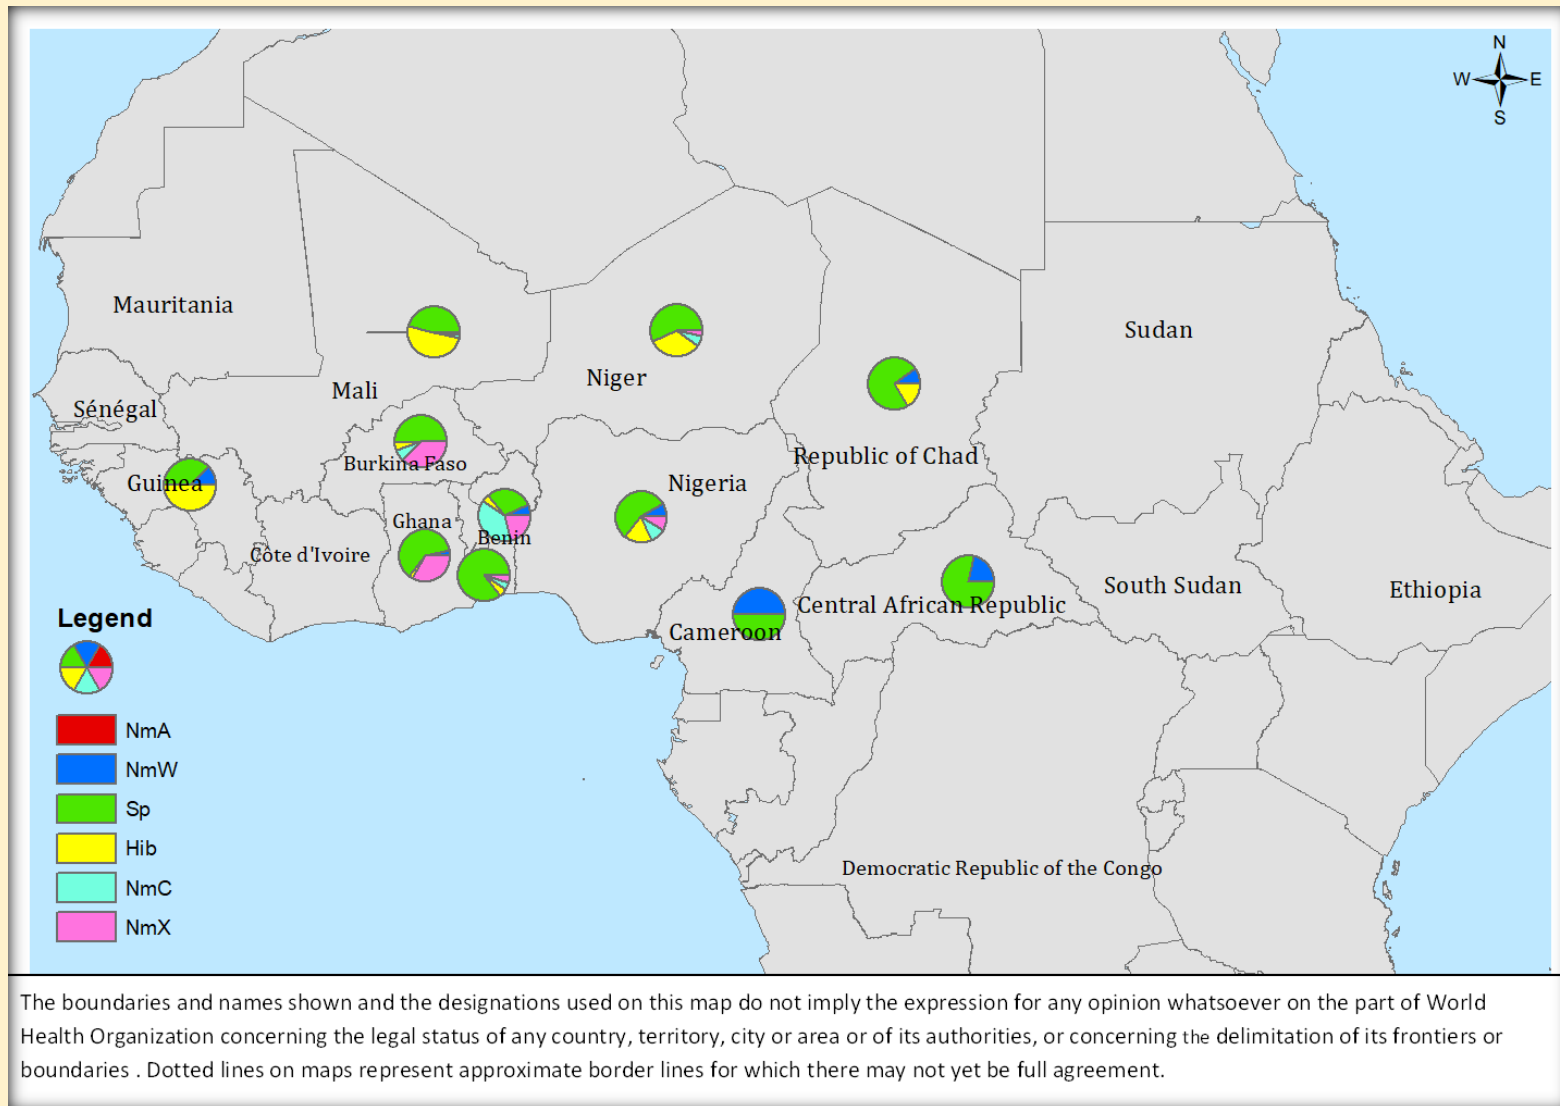 N
W E
S
Mauritania
Sudan
Niger
Mali
Sénégal
Republic of Chad
Burkina Faso
Guinea
Nigeria
Ghana
Benin
Côte d'Ivoire
South Sudan
Ethiopia
Central African Republic
Cameroon
Legend
NmA
NmW
Sp
Hib
NmC
NmX
Democratic Republic of the Congo
The boundaries and names shown and the designations used on this map do not imply the expression for any opinion whatsoever on the part of World
Health Organization concerning the legal status of any country, territory, city or area or of its authorities, or concerning the delimitation of its frontiers or
boundaries . Dotted lines on maps represent approximate border lines for which there may not yet be full agreement.